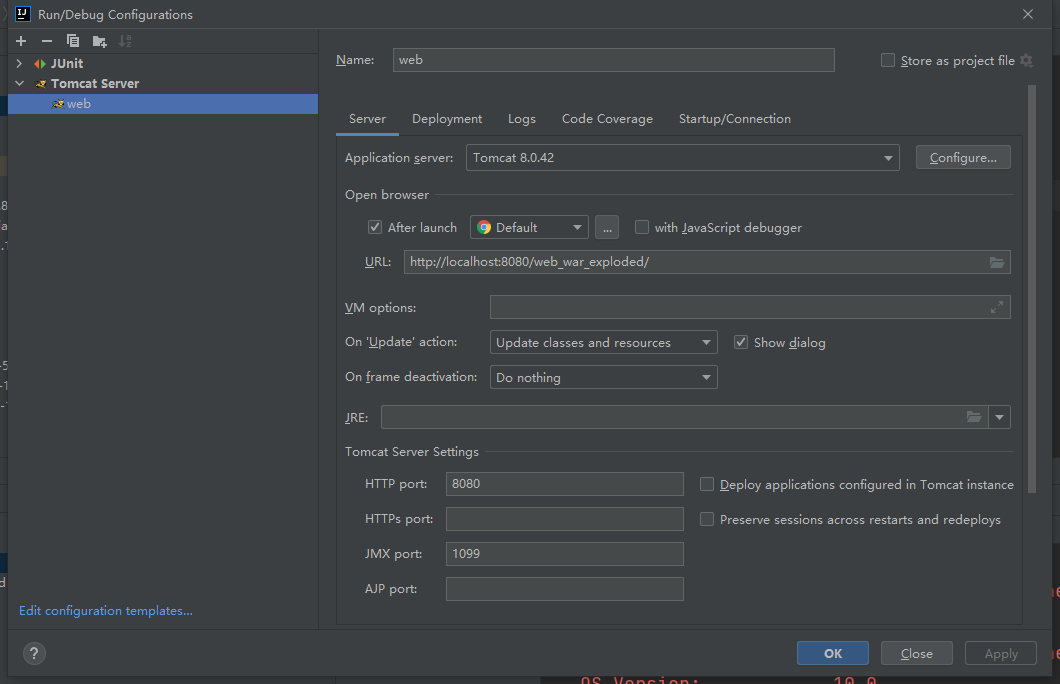 Run/Debug Configurations
JUnit
Tomcat Server
web
Edit configuration templates...
Name:
web
Store as project file
Server
Deployment
Logs
Code Coverage
Startup/Connection
Application server:
Tomcat 8.0.42
Configure...
Open browser
After launch
Default
...
with JavaScript debugger
URL:
http://localhost:8080/web_war_exploded/
VM options:
On 'Update' action:
Update classes and resources
Show dialog
On frame deactivation:
Do nothing
JRE:
Tomcat Server Settings
HTTP port:
8080
Deploy applications configured in Tomcat instance
HTTPs port:
Preserve sessions across restarts and redeploys
JMX port:
1099
AJP port:
?
OK
Close
Apply
OS Version: 10.0